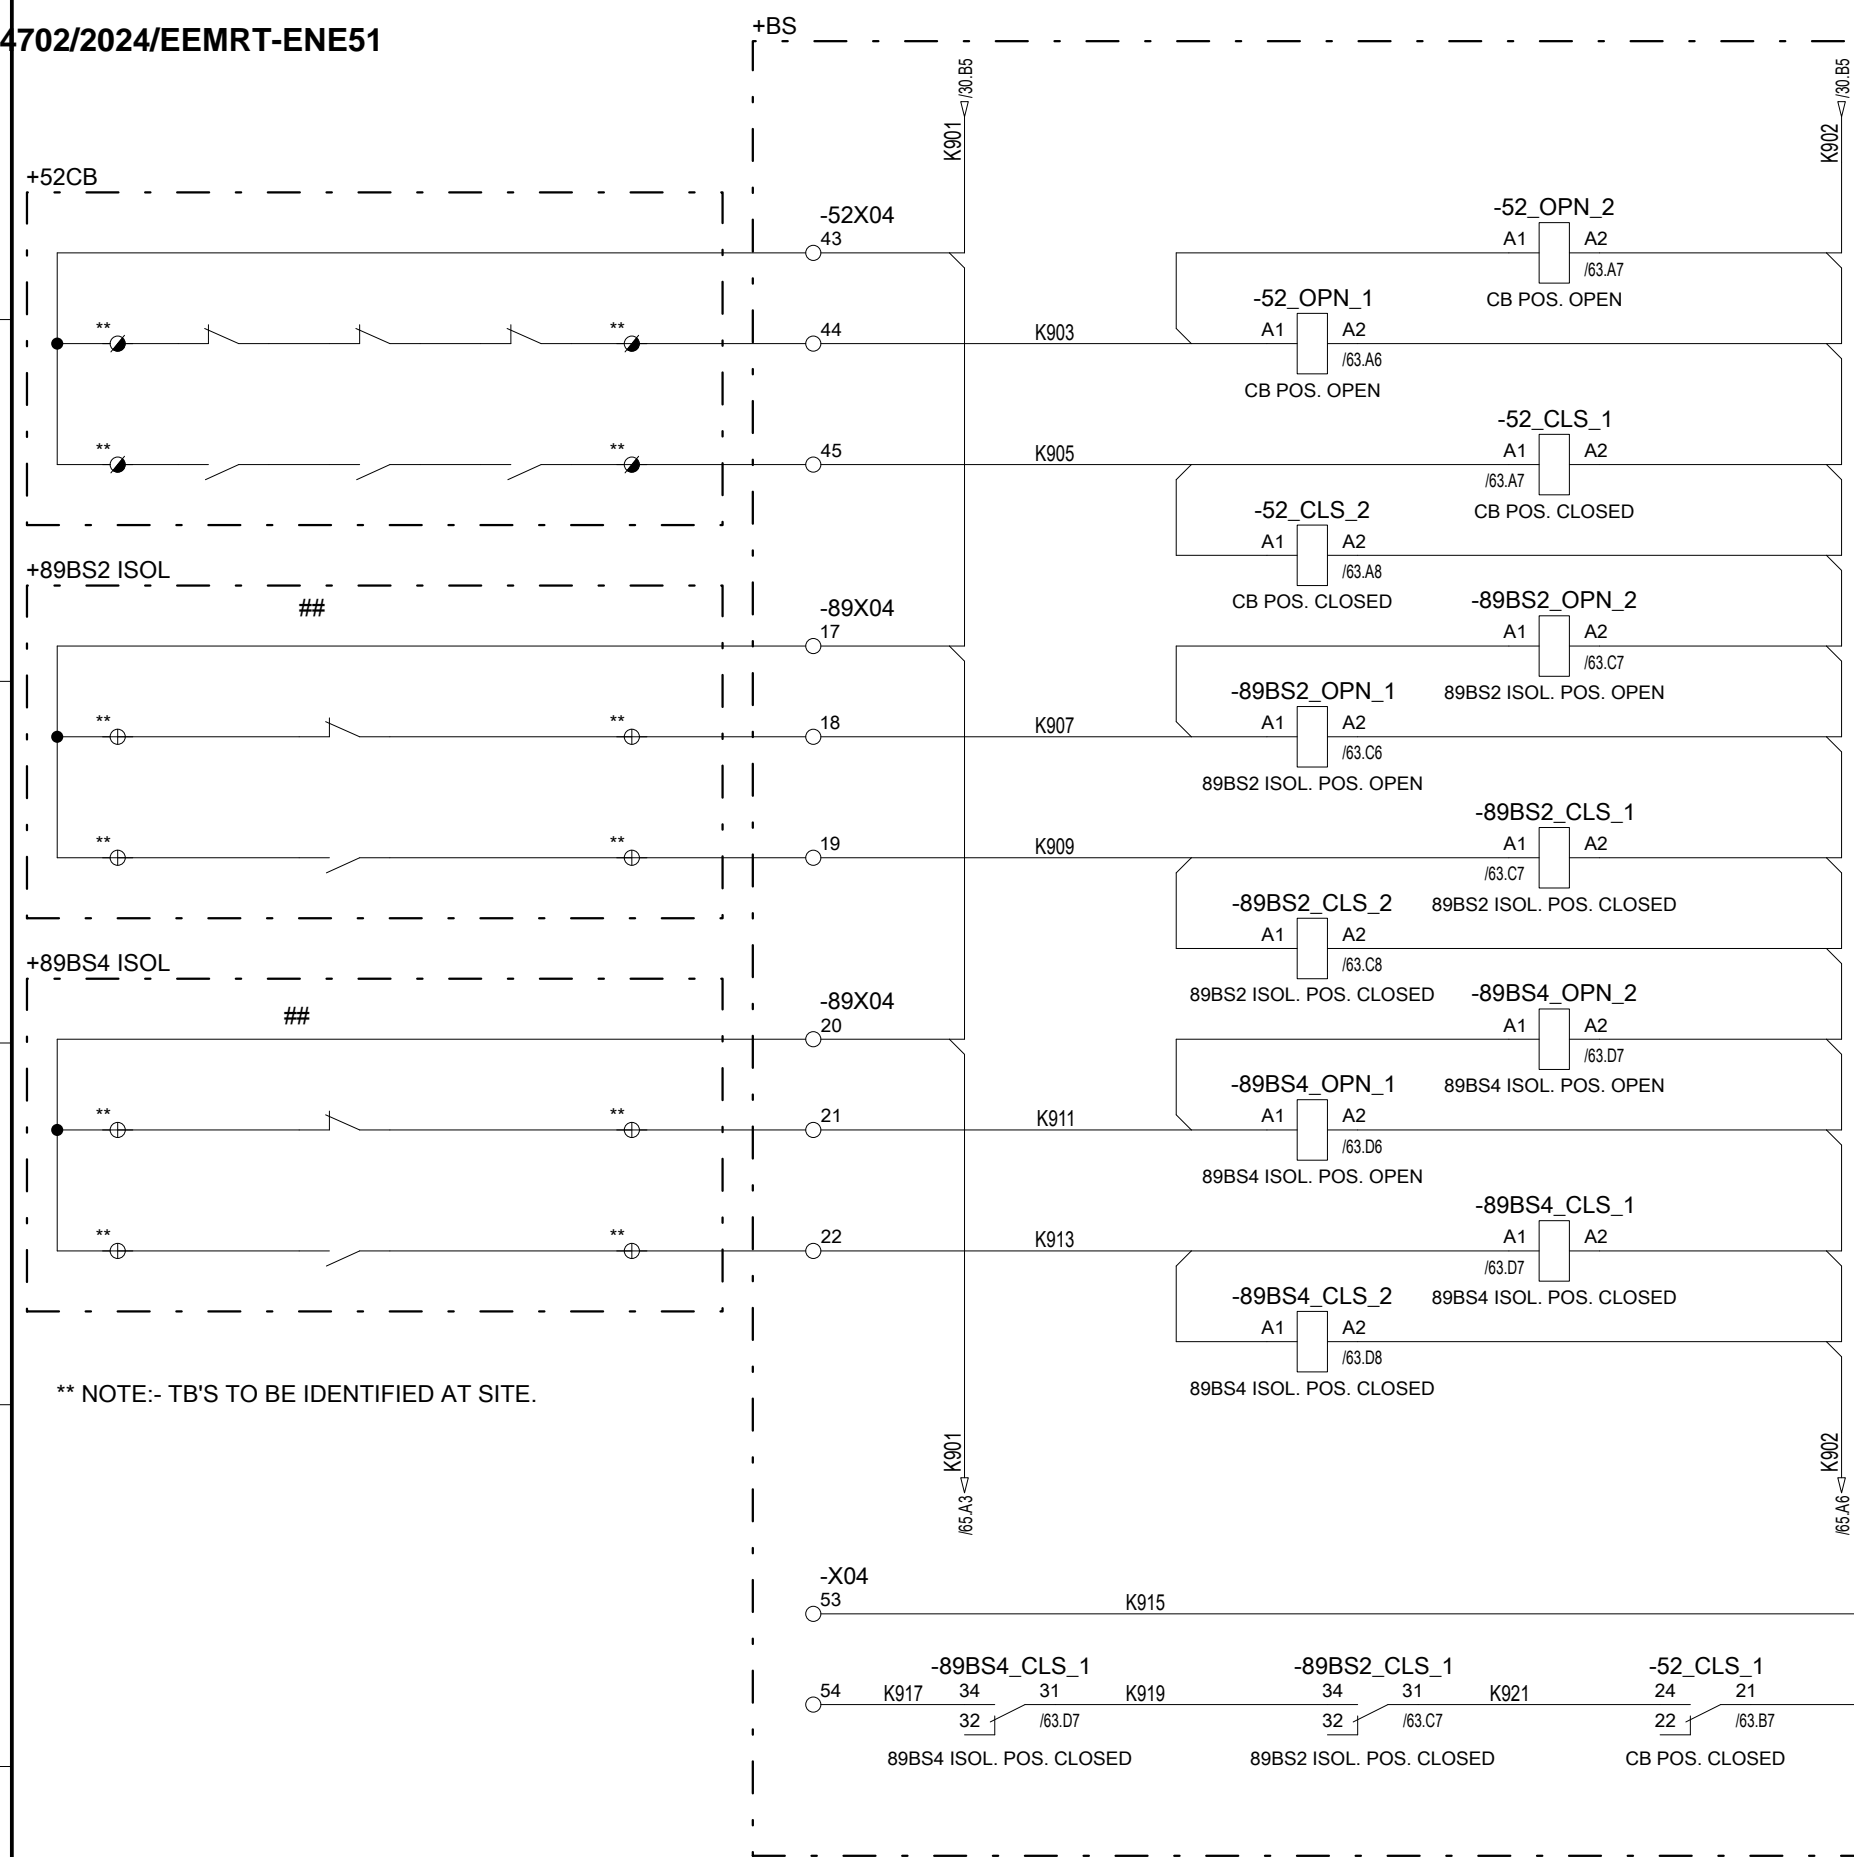 4702/2024/EEMRT-ENE51
+BS
/30.B5
/30.B5
K901
K902
+52CB
-52X04
43
-52_OPN_2
A1 A2
/63.A7
CB POS. OPEN
-52_OPN_1
** ** 44 K903 A1 A2
/63.A6
CB POS. OPEN
-52_CLS_1
** ** 45 K905 A1 A2
/63.A7
CB POS. CLOSED
-52_CLS_2
A1 A2
/63.A8
CB POS. CLOSED
+89BS2 ISOL
##
-89X04
17
-89BS2_OPN_2
A1 A2
/63.C7
89BS2 ISOL. POS. OPEN
-89BS2_OPN_1
** ** 18 K907 A1 A2
/63.C6
89BS2 ISOL. POS. OPEN
-89BS2_CLS_1
** ** 19 K909 A1 A2
/63.C7
89BS2 ISOL. POS. CLOSED
-89BS2_CLS_2
A1 A2
/63.C8
89BS2 ISOL. POS. CLOSED
+89BS4 ISOL
##
-89X04
20
-89BS4_OPN_2
A1 A2
/63.D7
89BS4 ISOL. POS. OPEN
-89BS4_OPN_1
** ** 21 K911 A1 A2
/63.D6
89BS4 ISOL. POS. OPEN
-89BS4_CLS_1
** ** 22 K913 A1 A2
/63.D7
89BS4 ISOL. POS. CLOSED
-89BS4_CLS_2
A1 A2
/63.D8
89BS4 ISOL. POS. CLOSED
** NOTE:- TB'S TO BE IDENTIFIED AT SITE.
K901
K902
/65.A3
/65.A6
-X04
53 K915
-89BS4_CLS_1 -89BS2_CLS_1 -52_CLS_1
54 K917 34 31 K919 34 31 K921 24 21
32 /63.D7 32 /63.C7 22 /63.B7
89BS4 ISOL. POS. CLOSED 89BS2 ISOL. POS. CLOSED CB POS. CLOSED